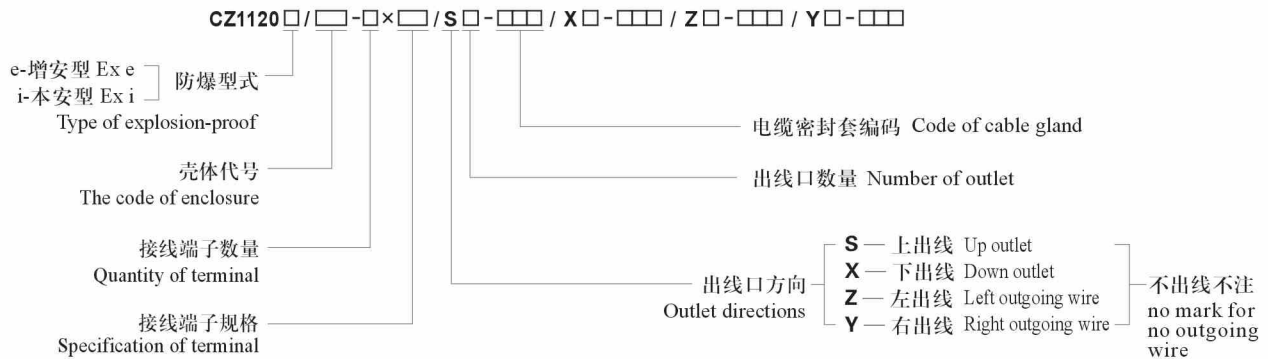 CZ1120□/□-□×□/S□-□□□/X□-□□□/Z□-□□□/Y□-□□□
e-增安型 Ex e
i-本安型 Ex i
防爆型式
Type of explosion-proof
壳体代号
The code of enclosure
接线端子数量
Quantity of terminal
接线端子规格
Specification of terminal
电缆密封套编码 Code of cable gland
出线口数量 Number of outlet
出线口方向
Outlet directions
S — 上出线 Up outlet
X — 下出线 Down outlet
Z — 左出线 Left outgoing wire
Y — 右出线 Right outgoing wire
不出线不注
no mark for
no outgoing
wire